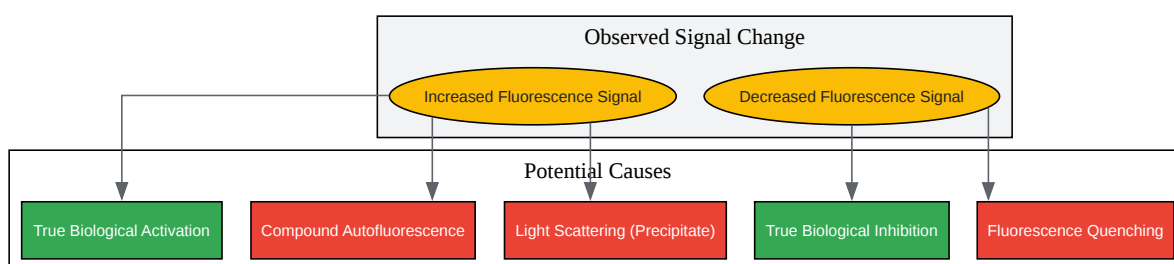 Observed Signal Change
Increased Fluorescence Signal
Decreased Fluorescence Signal
Potential Causes
True Biological Activation
Compound Autofluorescence
Light Scattering (Precipitate)
True Biological Inhibition
Fluorescence Quenching